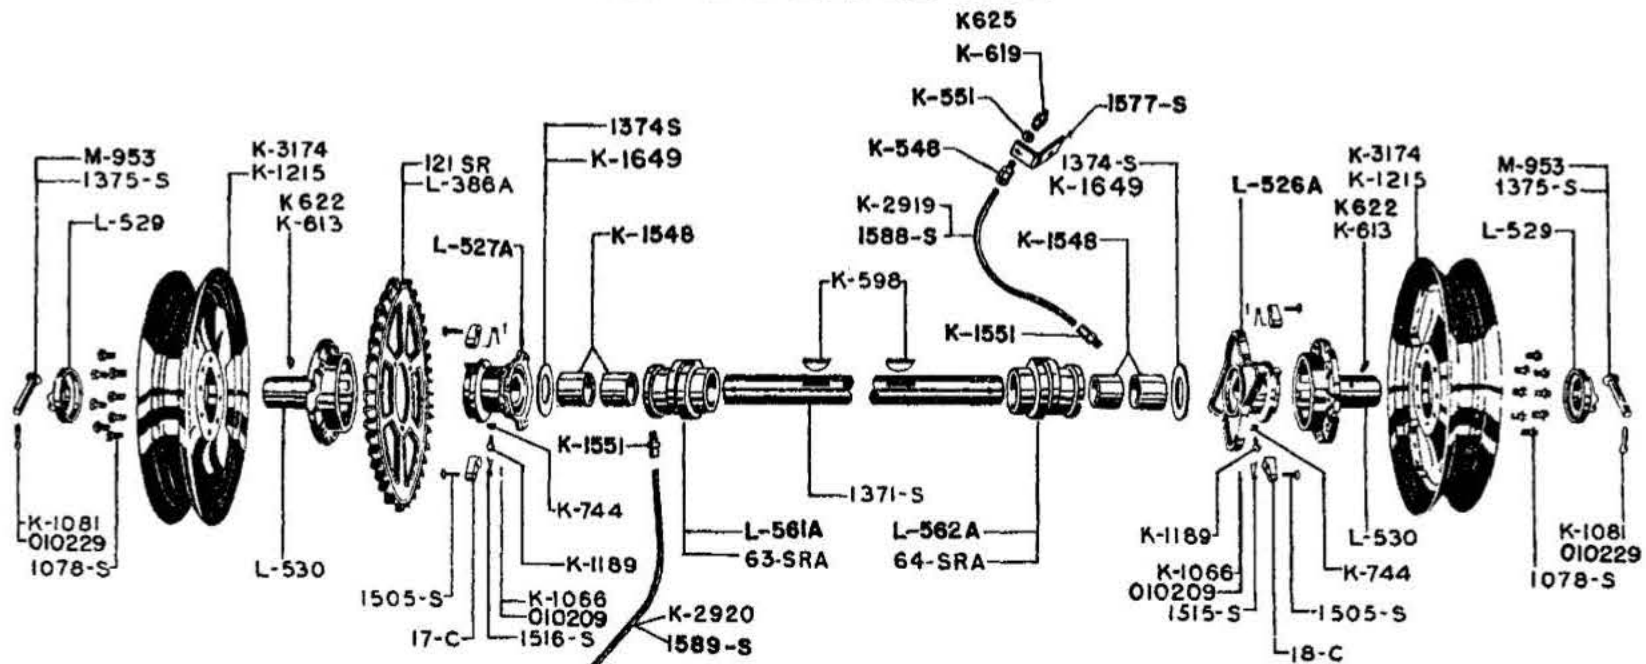 K625
K-619
K-551
1577-S
K-548
1374-S
K-1649
K-2919
1588-S
K-1548
K-1551
M-953
1375-S
L-529
K-3174
K-1215
K622
K-613
121 SR
L-386A
L-527A
1374S
K-1649
K-1548
K-598
L-526A
K-3174
K-1215
K622
K-613
M-953
1375-S
L-529
K-1081
010229
1078-S
L-530
1505-S
17-C
1516-S
K-1066
010209
K-1189
K-744
K-1551
K-2920
1589-S
L-561A
63-SRA
1371-S
L-562A
64-SRA
K-1189
K-1066
010209
1515-S
18-C
1505-S
K-744
L-530
1078-S
K-1081
010229